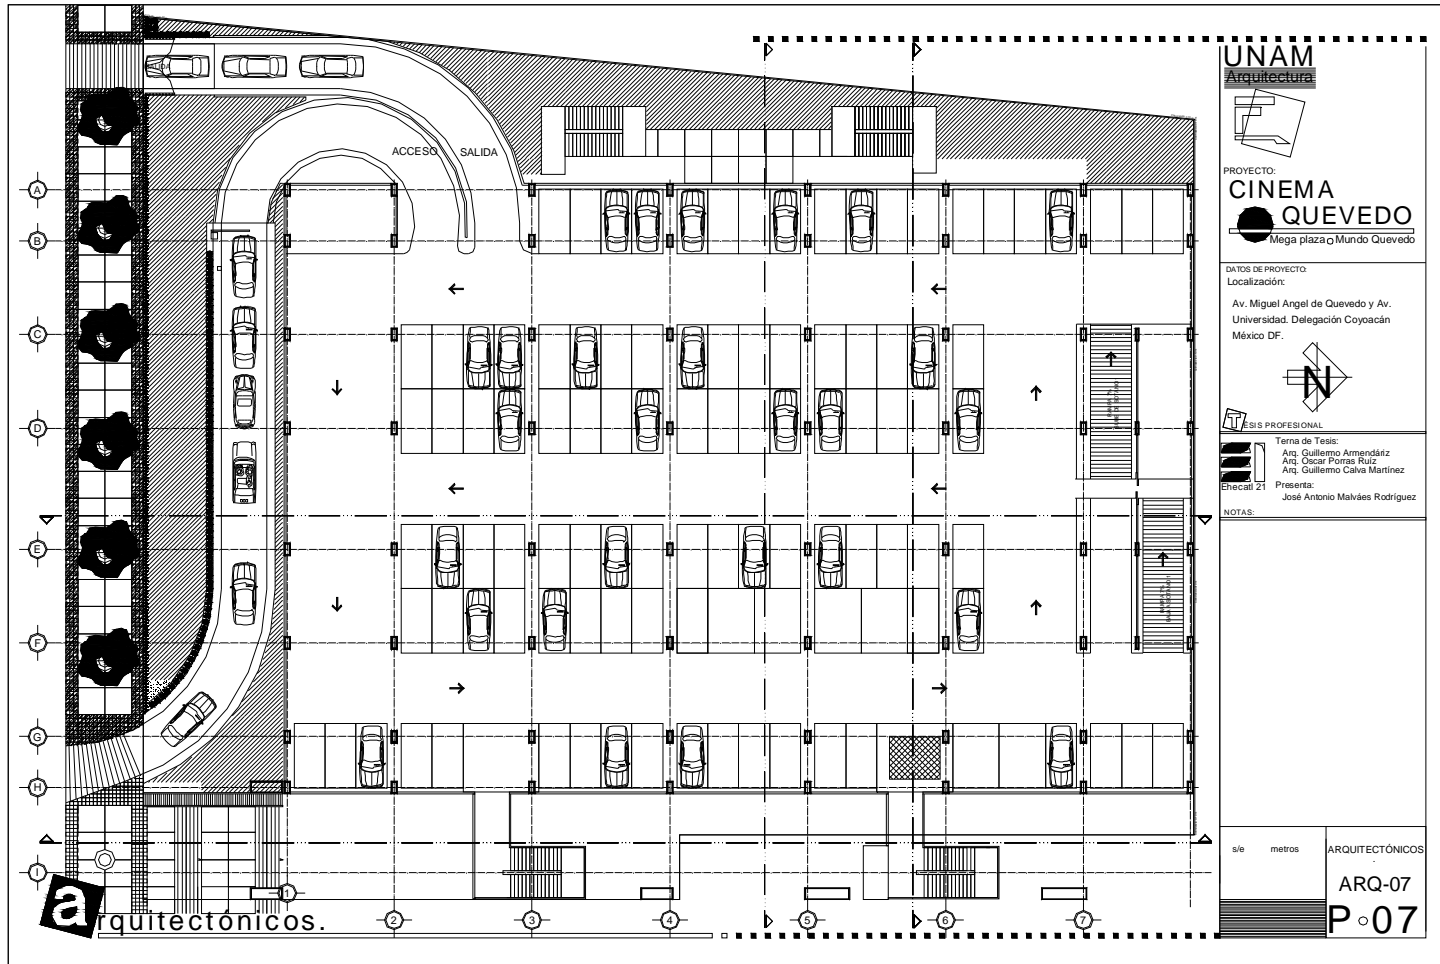 UNAM
Arquitectura
PROYECTO:
CINEMA
QUEVEDO
Mega plaza Mundo Quevedo
DATOS DE PROYECTO:
Localización:
Av. Miguel Angel de Quevedo y Av.
Universidad. Delegación Coyoacán
México DF.
N
TÉSIS PROFESIONAL
Terna de Tesis:
Arq. Guillermo Armendáriz
Arq. Oscar Porras Ruíz
Arq. Guillermo Calva Martínez
Ehecatl 21
Presenta:
José Antonio Malváes Rodríguez
NOTAS:
s/e metros
ARQUITECTÓNICOS
ARQ-07
P 07
SALIDA
ACCESO SALIDA
A
B
C
D
E
F
G
H
I
1
2
3
4
5
6
7
arquitectónicos.